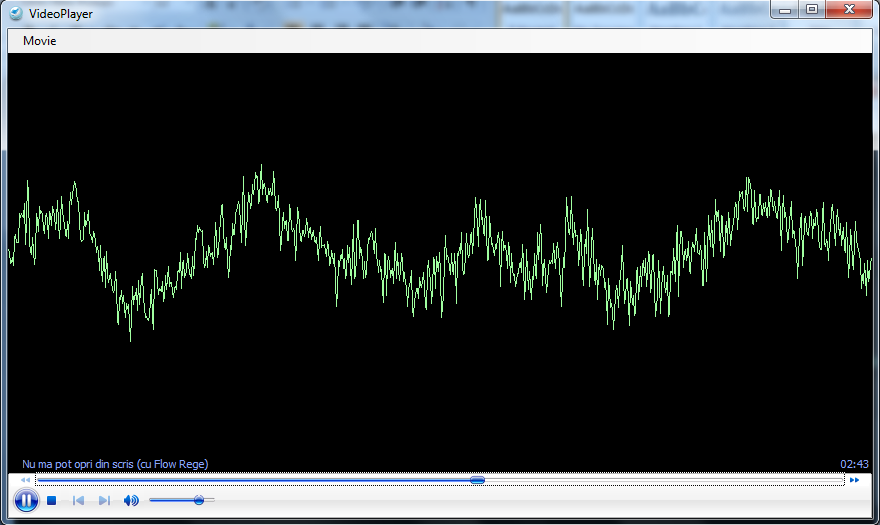 VideoPlayer
Movie
Nu ma pot opri din scris (cu Flow Rege)
02:43